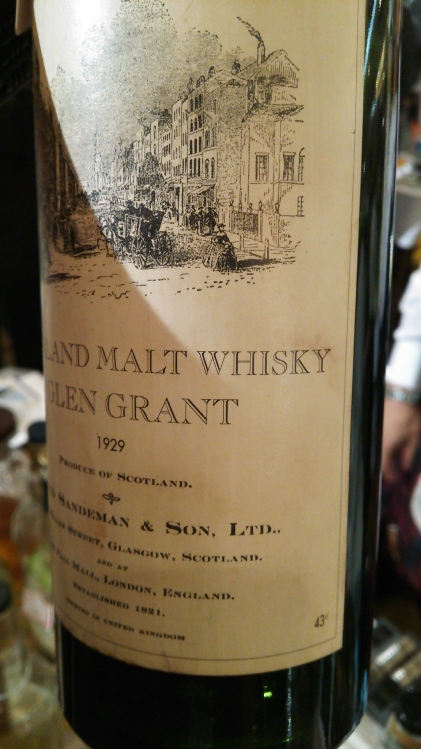 LAND MALT WHISKY
GLEN GRANT
1929
PRODUCE OF SCOTLAND.
SANDEMAN & SON, LTD..
STREET, GLASGOW, SCOTLAND.
AND AT
PALL MALL, LONDON, ENGLAND.
ESTABLISHED 1821.
IN UNITED KINGDOM
43°